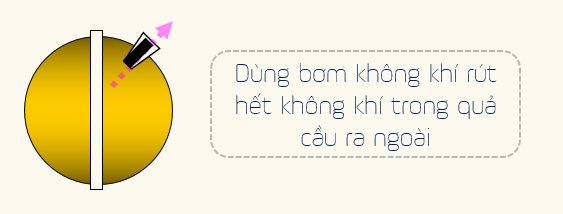 Dùng bơm không khí rút
hết không khí trong quả
cầu ra ngoài